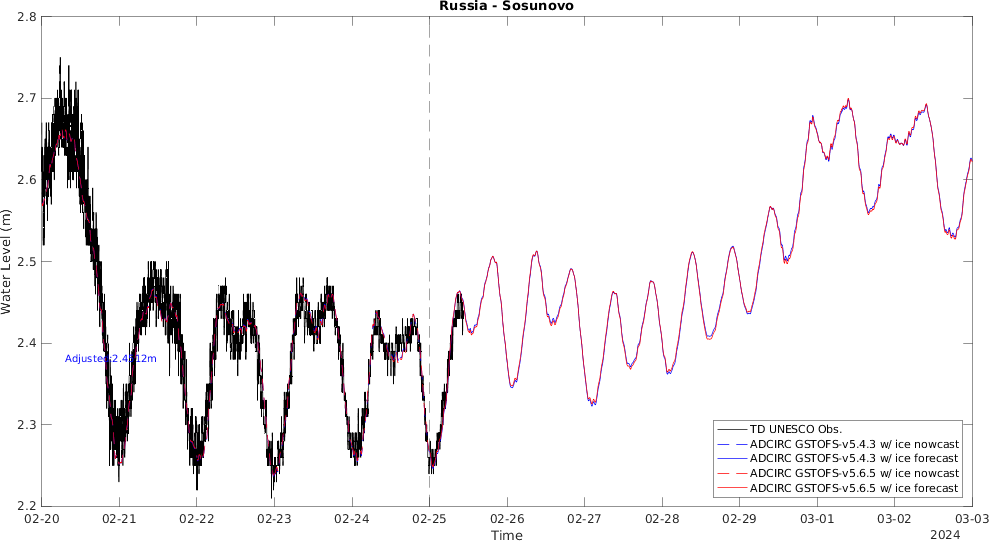 Russia - Sosunovo
Water Level (m)
2.8
2.7
2.6
2.5
2.4
2.3
2.2
TD UNESCO Obs.
ADCIRC GSTOFS-v5.4.3 w/ ice nowcast
ADCIRC GSTOFS-v5.4.3 w/ ice forecast
ADCIRC GSTOFS-v5.6.5 w/ ice nowcast
ADCIRC GSTOFS-v5.6.5 w/ ice forecast
02-20 02-21 02-22 02-23 02-24 02-25 02-26 02-27 02-28 02-29 03-01 03-02 03-03
Time
2024